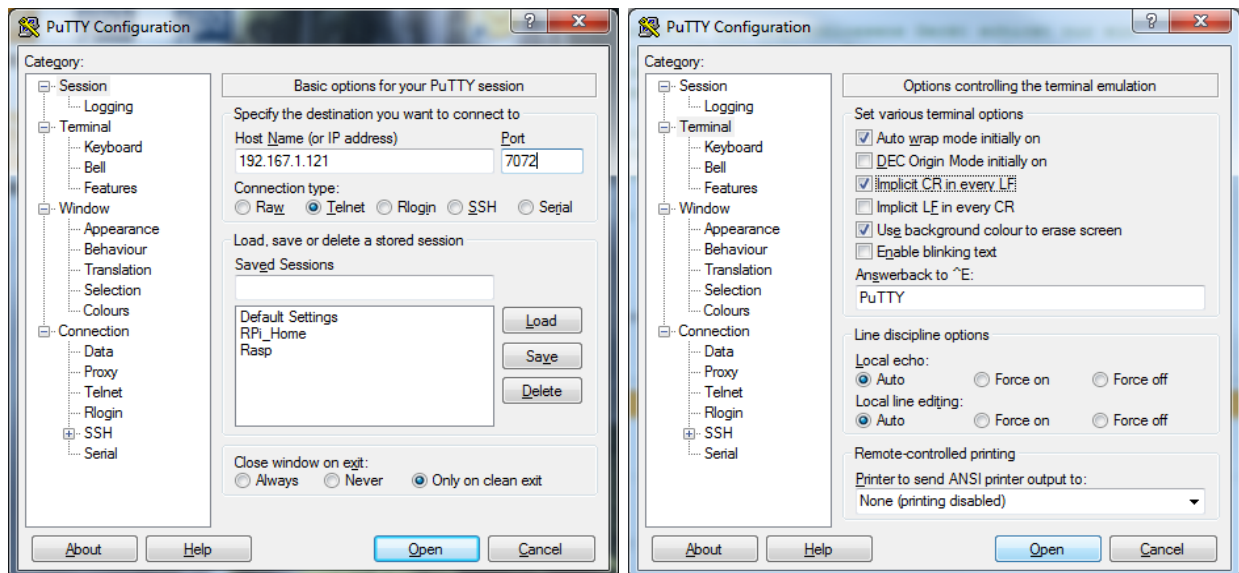 PuTTY Configuration
?
X
Category:
Session
Logging
Terminal
Keyboard
Bell
Features
Window
Appearance
Behaviour
Translation
Selection
Colours
Connection
Data
Proxy
Telnet
Rlogin
SSH
Serial
Basic options for your PuTTY session
Specify the destination you want to connect to
Host Name (or IP address) Port
192.167.1.121 7072
Connection type:
Raw Telnet Rlogin SSH Serial
Load, save or delete a stored session
Saved Sessions
Default Settings
RPi_Home
Rasp
Load
Save
Delete
Close window on exit:
Always Never Only on clean exit
About Help Open Cancel
PuTTY Configuration
?
X
Category:
Session
Logging
Terminal
Keyboard
Bell
Features
Window
Appearance
Behaviour
Translation
Selection
Colours
Connection
Data
Proxy
Telnet
Rlogin
SSH
Serial
Options controlling the terminal emulation
Set various terminal options
Auto wrap mode initially on
DEC Origin Mode initially on
Implicit CR in every LF
Implicit LF in every CR
Use background colour to erase screen
Enable blinking text
Answerback to ^E:
PuTTY
Line discipline options
Local echo:
Auto Force on Force off
Local line editing:
Auto Force on Force off
Remote-controlled printing
Printer to send ANSI printer output to:
None (printing disabled)
About Help Open Cancel